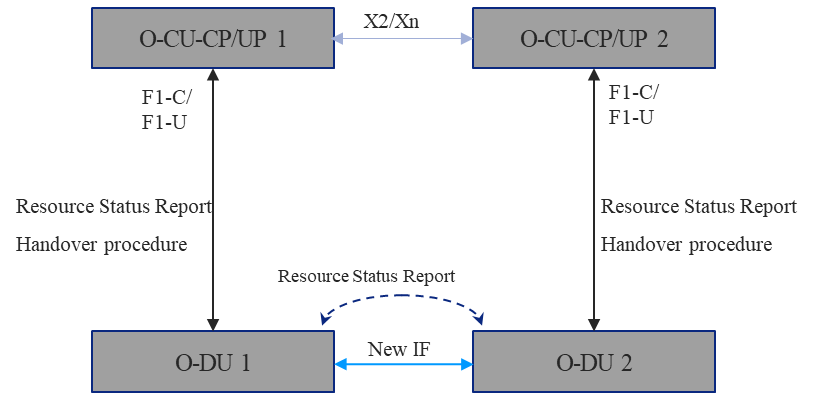 O-CU-CP/UP 1
X2/Xn
O-CU-CP/UP 2
F1-C/
F1-U
F1-C/
F1-U
Resource Status Report
Handover procedure
Resource Status Report
Handover procedure
Resource Status Report
O-DU 1
New IF
O-DU 2